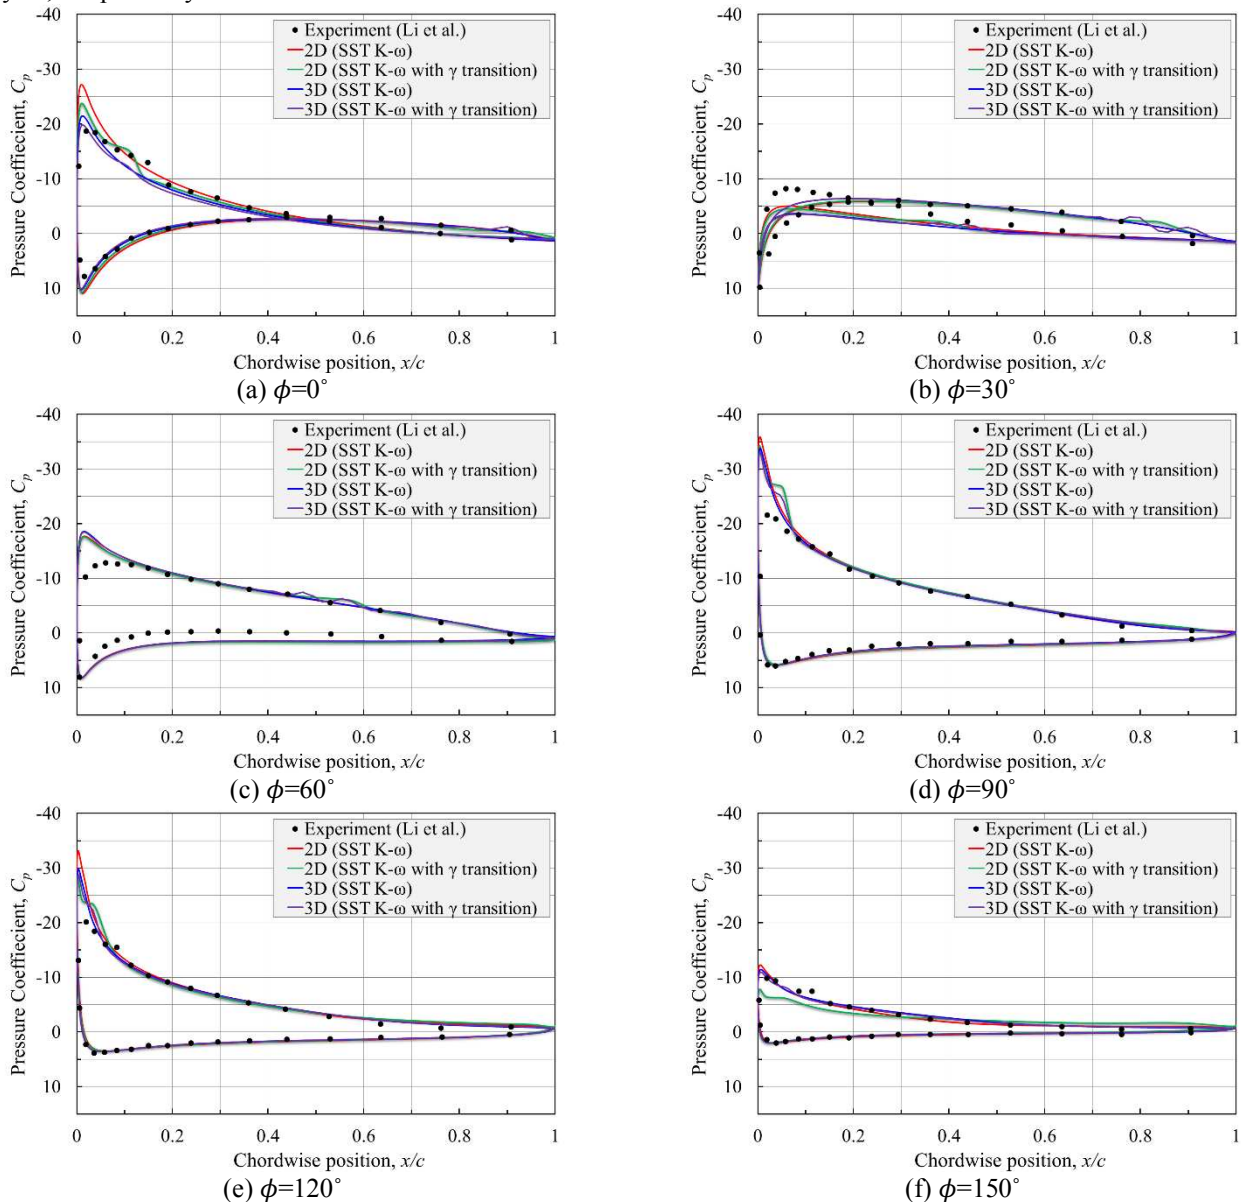 -40
-30
-20
-10
0
10
Pressure Coeffiecient, Cp
Experiment (Li et al.)
2D (SST K-ω)
2D (SST K-ω with γ transition)
3D (SST K-ω)
3D (SST K-ω with γ transition)
0 0.2 0.4 0.6 0.8 1
Chordwise position, x/c
(a) ϕ=0˚
-40
-30
-20
-10
0
10
Pressure Coeffiecient, Cp
Experiment (Li et al.)
2D (SST K-ω)
2D (SST K-ω with γ transition)
3D (SST K-ω)
3D (SST K-ω with γ transition)
0 0.2 0.4 0.6 0.8 1
Chordwise position, x/c
(b) ϕ=30˚
-40
-30
-20
-10
0
10
Pressure Coeffiecient, Cp
Experiment (Li et al.)
2D (SST K-ω)
2D (SST K-ω with γ transition)
3D (SST K-ω)
3D (SST K-ω with γ transition)
0 0.2 0.4 0.6 0.8 1
Chordwise position, x/c
(c) ϕ=60˚
-40
-30
-20
-10
0
10
Pressure Coeffiecient, Cp
Experiment (Li et al.)
2D (SST K-ω)
2D (SST K-ω with γ transition)
3D (SST K-ω)
3D (SST K-ω with γ transition)
0 0.2 0.4 0.6 0.8 1
Chordwise position, x/c
(d) ϕ=90˚
-40
-30
-20
-10
0
10
Pressure Coeffiecient, Cp
Experiment (Li et al.)
2D (SST K-ω)
2D (SST K-ω with γ transition)
3D (SST K-ω)
3D (SST K-ω with γ transition)
0 0.2 0.4 0.6 0.8 1
Chordwise position, x/c
(e) ϕ=120˚
-40
-30
-20
-10
0
10
Pressure Coeffiecient, Cp
Experiment (Li et al.)
2D (SST K-ω)
2D (SST K-ω with γ transition)
3D (SST K-ω)
3D (SST K-ω with γ transition)
0 0.2 0.4 0.6 0.8 1
Chordwise position, x/c
(f) ϕ=150˚